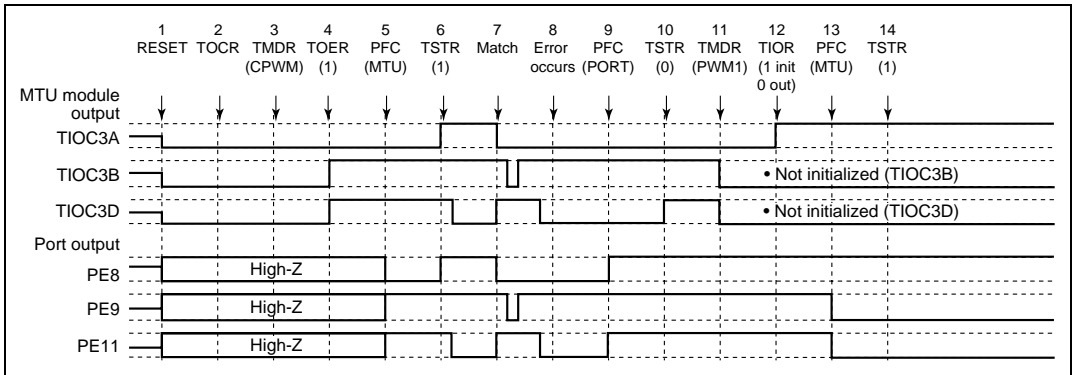 1 2 3 4 5 6 7 8 9 10 11 12 13 14
RESET TOCR TMDR TOER PFC TSTR Match Error PFC TSTR TMDR TIOR PFC TSTR
(CPWM) (1) (MTU) (1) occurs (PORT) (0) (PWM1) (1 init (MTU) (1)
0 out)
MTU module
output
TIOC3A
TIOC3B • Not initialized (TIOC3B)
TIOC3D • Not initialized (TIOC3D)
Port output
PE8 High-Z
PE9 High-Z
PE11 High-Z